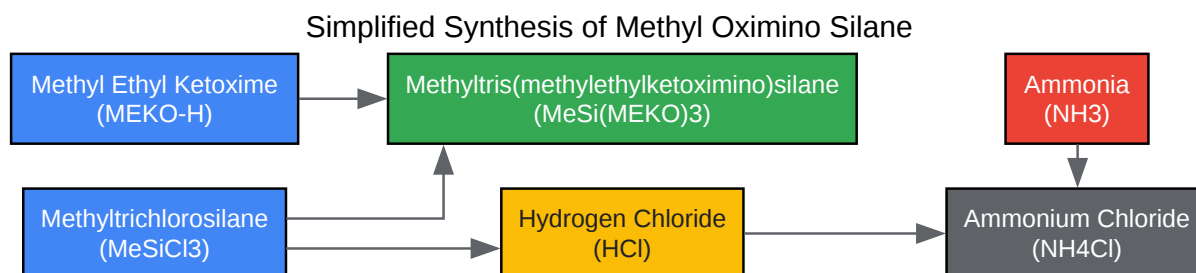 Simplified Synthesis of Methyl Oximino Silane
Methyl Ethyl Ketoxime
(MEKO-H)
Methyltris(methylethylketoximino)silane
(MeSi(MEKO)3)
Ammonia
(NH3)
Methyltrichlorosilane
(MeSiCl3)
Hydrogen Chloride
(HCl)
Ammonium Chloride
(NH4Cl)